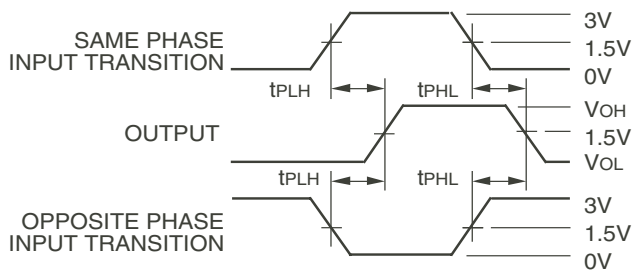 SAME PHASE
INPUT TRANSITION
3V
1.5V
0V
tPLH
tPHL
OUTPUT
VOH
1.5V
VOL
tPLH
tPHL
OPPOSITE PHASE
INPUT TRANSITION
3V
1.5V
0V